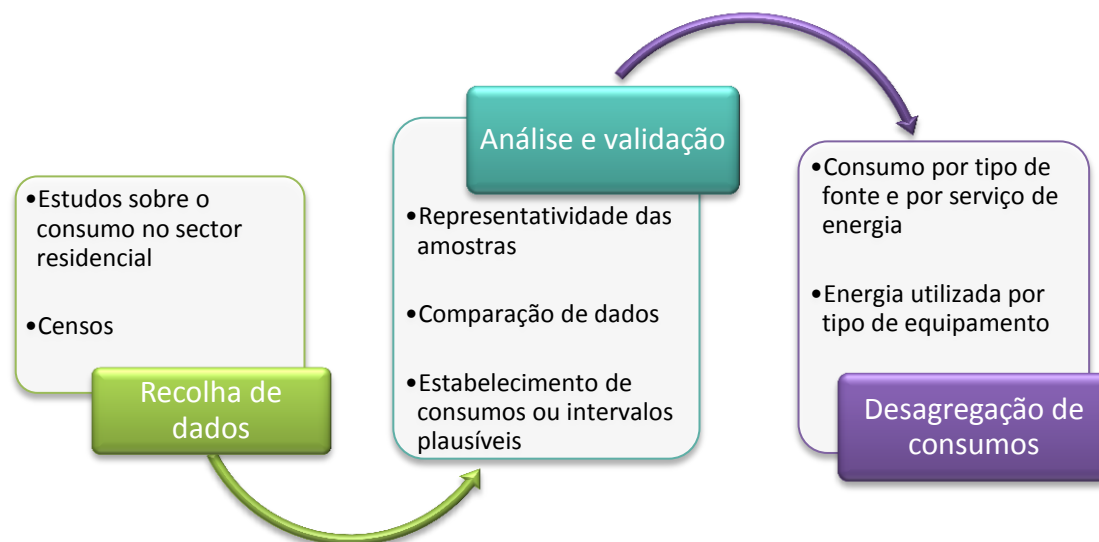 •Estudos sobre o
consumo no sector
residencial
•Censos
Recolha de
dados
Análise e validação
•Representatividade das
amostras
•Comparação de dados
•Estabelecimento de
consumos ou intervalos
plausíveis
•Consumo por tipo de
fonte e por serviço de
energia
•Energia utilizada por
tipo de equipamento
Desagregação de
consumos